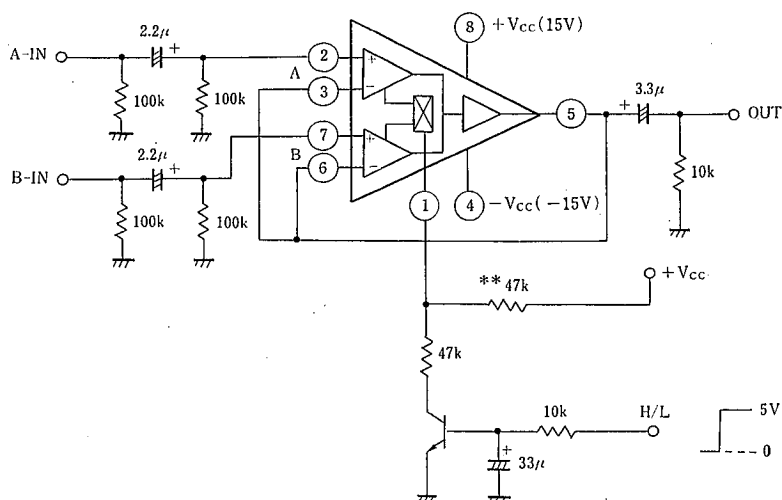 A-IN
2.2μ
+
100k
100k
B-IN
2.2μ
+
100k
100k
2
A
3
7
B
6
+
−
+
−
8
+Vcc(15V)
5
1
4
−Vcc(−15V)
+
3.3μ
OUT
10k
**47k
+Vcc
47k
10k
H/L
+
33μ
5V
0